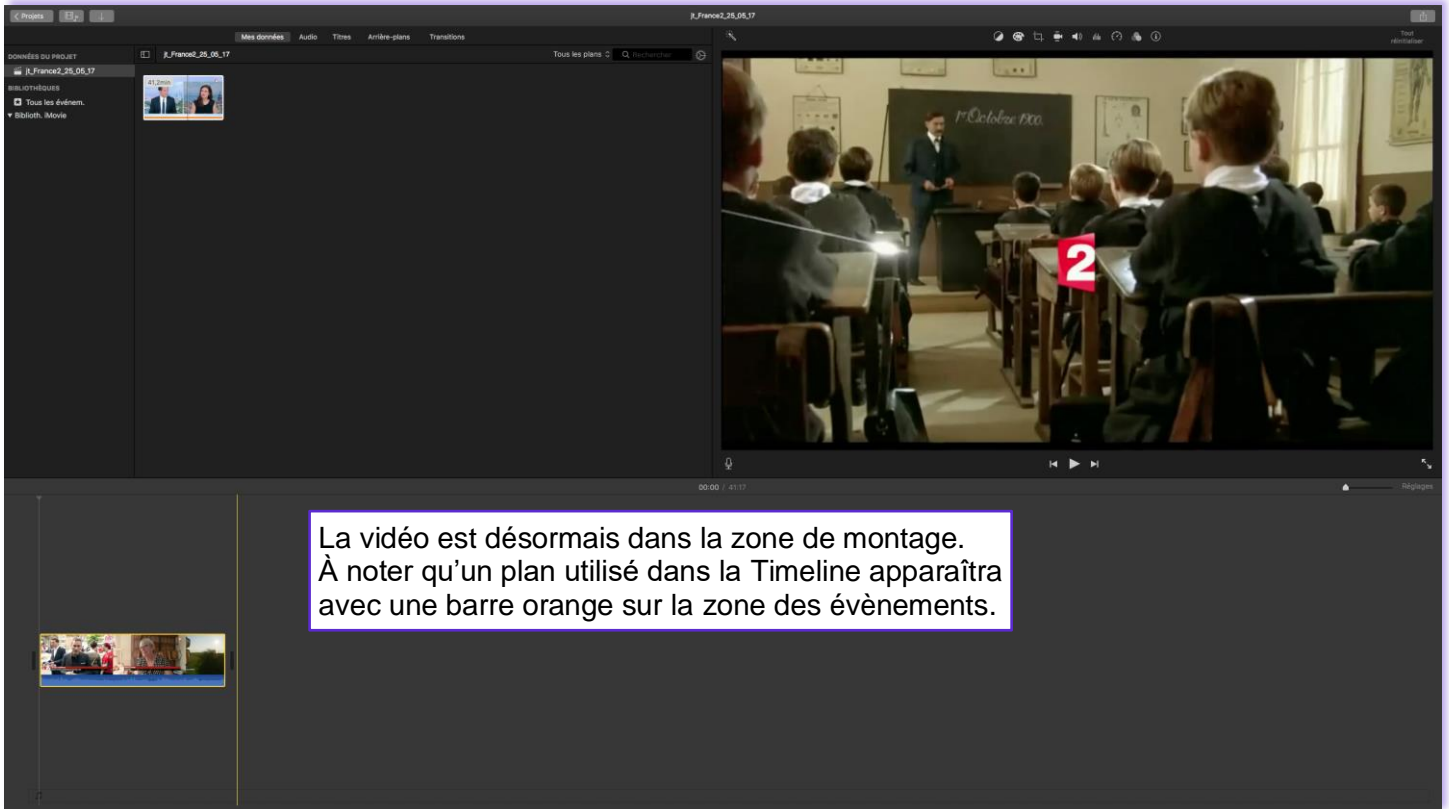 < Projets
jt_France2_25_05_17
Mes données Audio Titres Arrière-plans Transitions
Tout réinitialiser
DONNÉES DU PROJET
jt_France2_25_05_17
BIBLIOTHÈQUES
Tous les événem.
Biblioth. iMovie
jt_France2_25_05_17
Tous les plans
Rechercher
41,2min
1er Octobre 1900.
2
00:00 / 41:17
Réglages
La vidéo est désormais dans la zone de montage.
À noter qu’un plan utilisé dans la Timeline apparaîtra
avec une barre orange sur la zone des évènements.